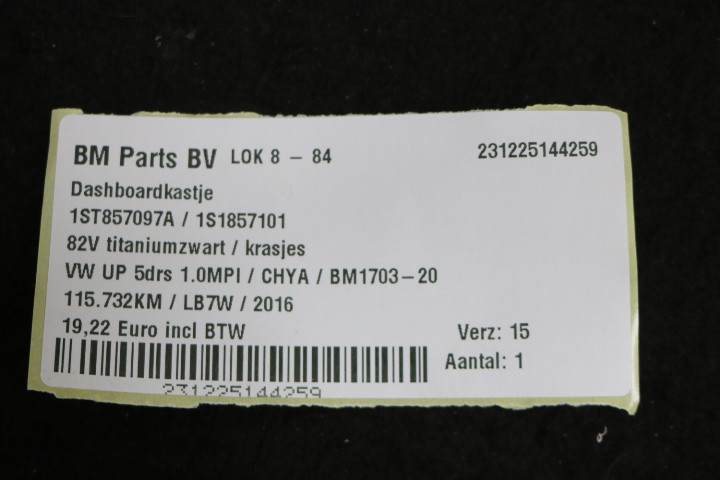 BM Parts BV LOK 8 – 84 231225144259
Dashboardkastje
1ST857097A / 1S1857101
82V titaniumzwart / krasjes
VW UP 5drs 1.0MPI / CHYA / BM1703–20
115.732KM / LB7W / 2016
19,22 Euro incl BTW Verz: 15
Aantal: 1
231225144259